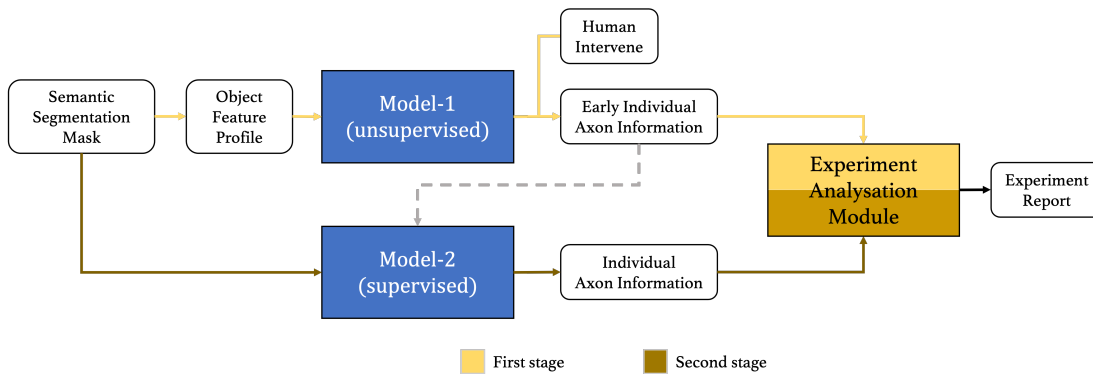 Human
Intervene
Semantic
Segmentation
Mask
Object
Feature
Profile
Model-1
(unsupervised)
Early Individual
Axon Information
Experiment
Analysation
Module
Experiment
Report
Model-2
(supervised)
Individual
Axon Information
First stage
Second stage